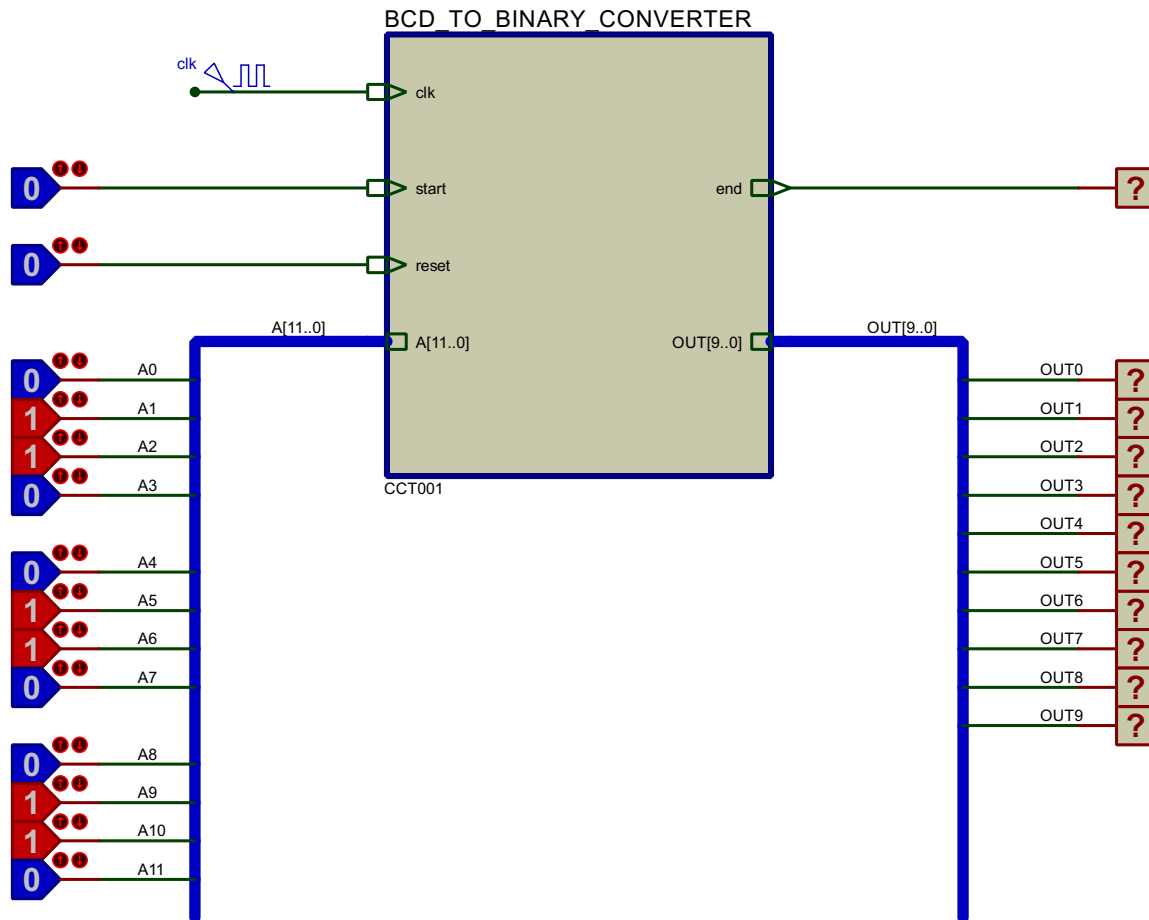 BCD_TO_BINARY_CONVERTER
clk
clk
0
start
end
?
0
reset
A[11..0]
A[11..0]
OUT[9..0]
OUT[9..0]
0
A0
OUT0
?
1
A1
OUT1
?
1
A2
OUT2
?
0
A3
OUT3
?
CCT001
OUT4
?
0
A4
OUT5
?
1
A5
OUT6
?
1
A6
OUT7
?
0
A7
OUT8
?
OUT9
?
0
A8
1
A9
1
A10
0
A11